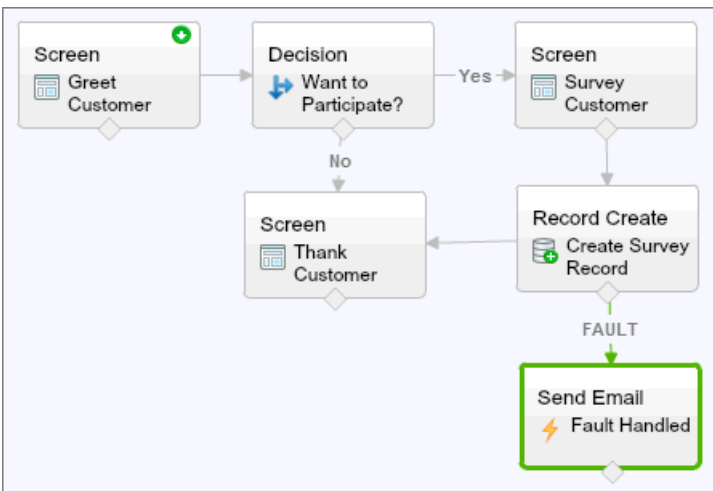 Screen
Greet
Customer
Decision
Want to
Participate?
Yes
Screen
Survey
Customer
No
Screen
Thank
Customer
Record Create
Create Survey
Record
FAULT
Send Email
Fault Handled